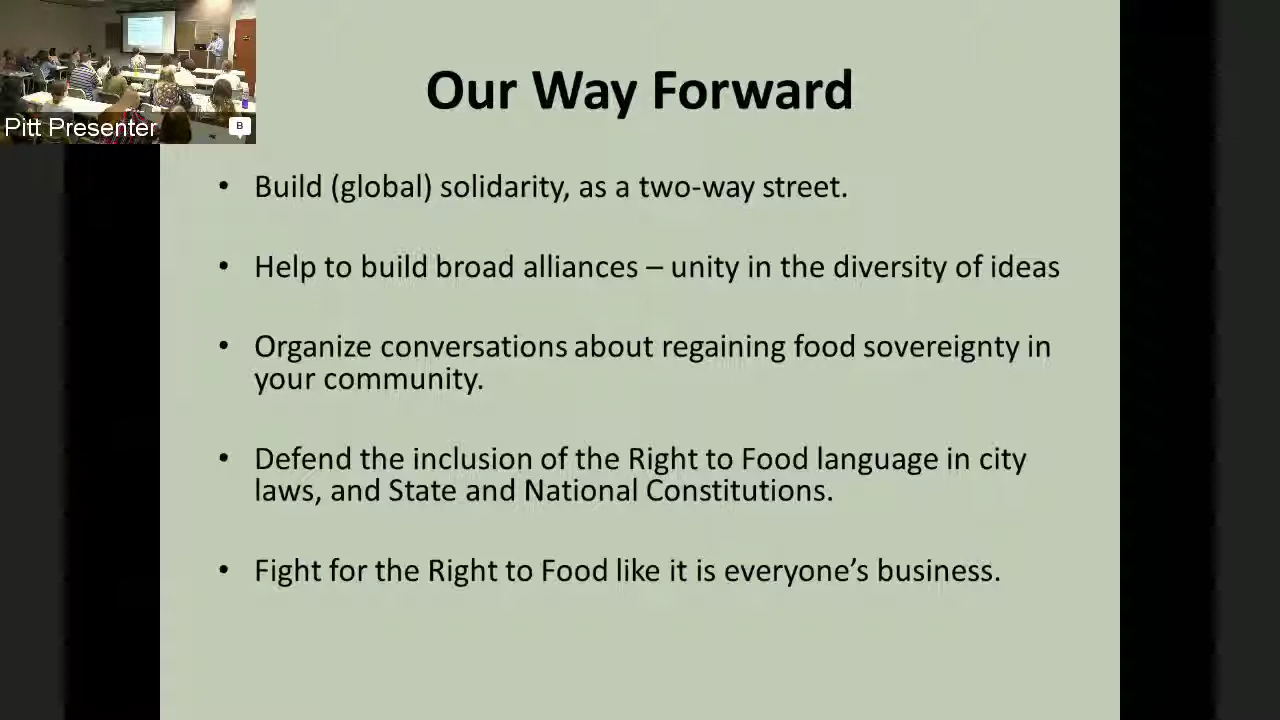 Our Way Forward
Pitt Presenter
B
• Build (global) solidarity, as a two-way street.
• Help to build broad alliances – unity in the diversity of ideas
• Organize conversations about regaining food sovereignty in
your community.
• Defend the inclusion of the Right to Food language in city
laws, and State and National Constitutions.
• Fight for the Right to Food like it is everyone’s business.